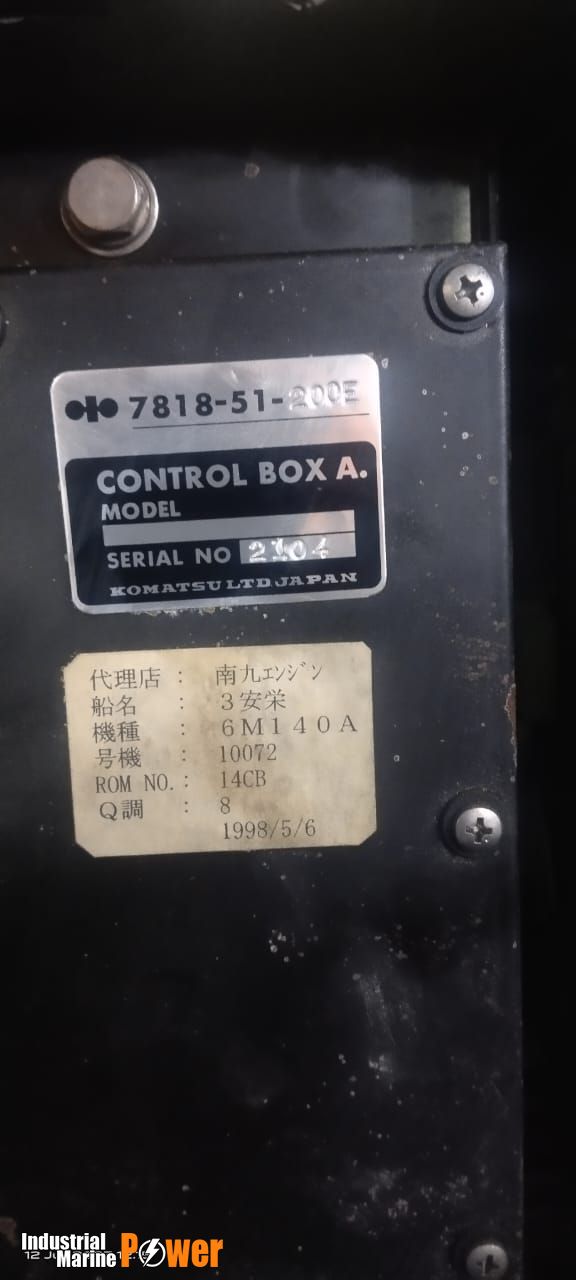 7818-51-200E
CONTROL BOX A.
MODEL
SERIAL NO 2104
KOMATSU LTD JAPAN
代理店 : 南九ｴﾝｼﾞﾝ
船名 : 3安栄
機種 : 6M140A
号機 : 10072
ROM NO. : 14CB
Q調 : 8
1998/5/6
Industrial
Marine Power